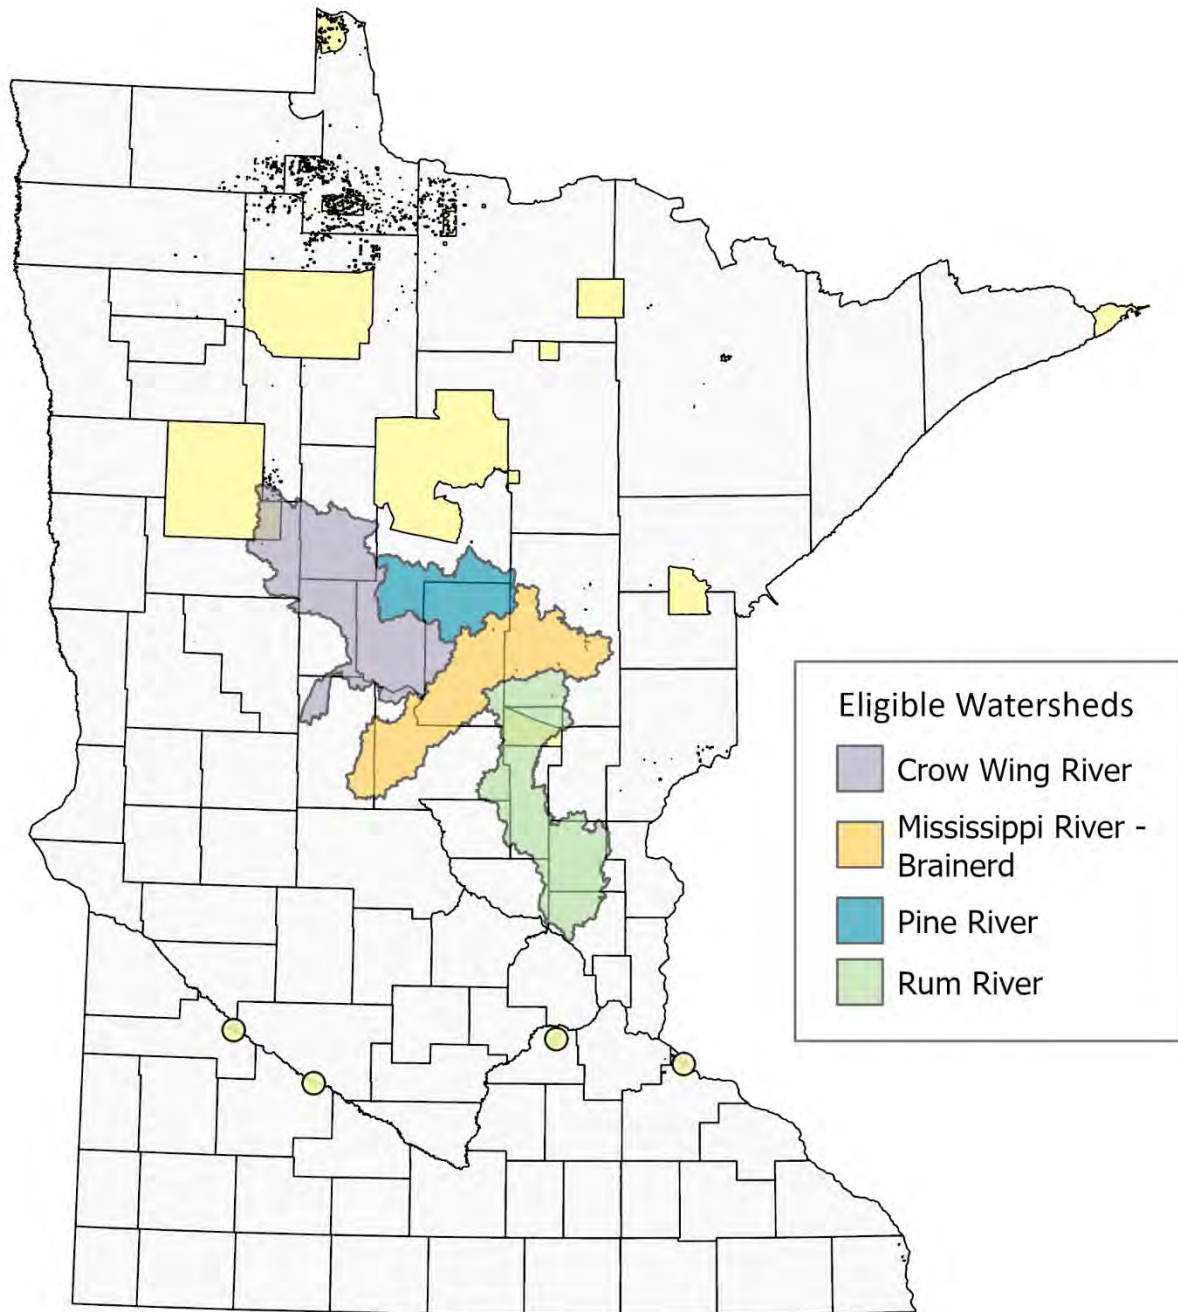 Eligible Watersheds
Crow Wing River
Mississippi River -
Brainerd
Pine River
Rum River